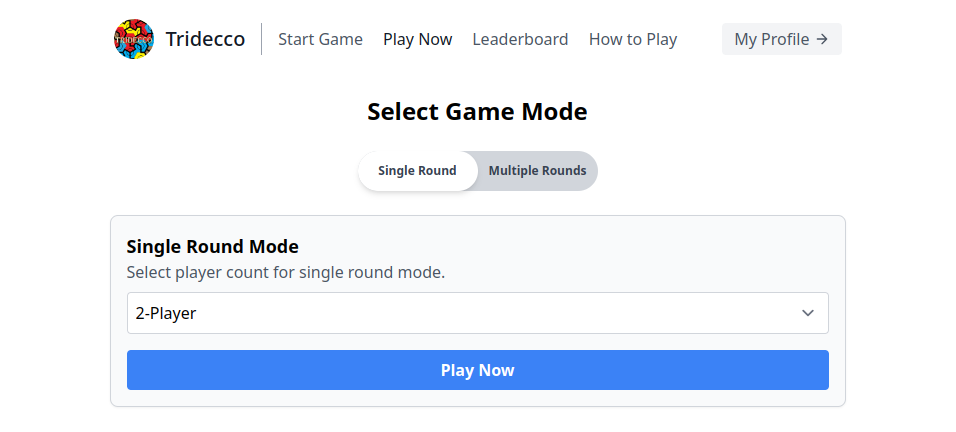 TRIDECCO
Tridecco Start Game Play Now Leaderboard How to Play My Profile →
Select Game Mode
Single Round Multiple Rounds
Single Round Mode
Select player count for single round mode.
2-Player
Play Now